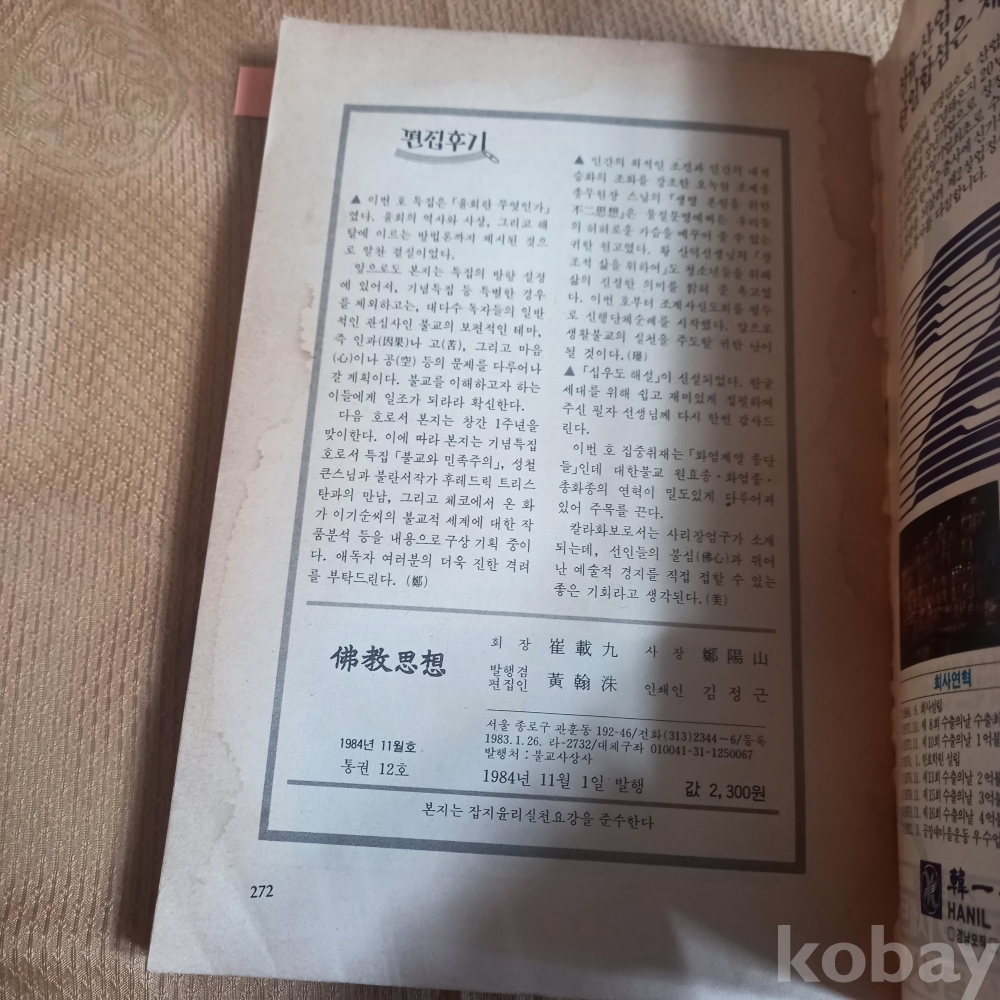 편집후기
▲ 이번 호 특집은 「윤회란 무엇인가」
였다. 윤회의 역사와 사상, 그리고 해
탈에 이르는 방법론까지 제시된 것으
로 알찬 결실이었다.
앞으로도 본지는 특집의 방향 설정
에 있어서, 기념특집 등 특별한 경우
를 제외하고는, 대다수 독자들의 일반
적인 관심사인 불교의 보편적인 테마,
즉 인과(因果)나 고(苦), 그리고 마음
(心)이나 공(空) 등의 문제를 다루어나
갈 계획이다. 불교를 이해하고자 하는
이들에게 일조가 되리라 확신한다.
다음 호로서 본지는 창간 1주년을
맞이한다. 이에 따라 본지는 기념특집
호로서 특집 「불교와 민족주의」, 성철
큰스님과 불란서작가 후레드릭 트리스
탄과의 만남, 그리고 체코에서 온 화
가 이기순씨의 불교적 세계에 대한 작
품분석 등을 내용으로 구상 기획 중이
다. 애독자 여러분의 더욱 진한 격려
를 부탁드린다. (鄭)
▲ 인간의 외적인 조건과 인간의 내적
승화의 조화를 강조한 오녹원 조계종
총무원장 스님의 「생명 본원을 위한
不二思想」은 물질문명에찌든 우리들
의 허허로운 가슴을 메꾸어 줄 수 있는
귀한 원고였다. 황 산덕선생님의 「창
조적 삶을 위하여」도 청소년들을 위해
삶의 진정한 의미를 밝혀 준 옥고였
다. 이번 호부터 조계사신도회를 필두
로 신행단체순례를 시작했다. 앞으로
생활불교의 실천을 주도할 귀한 난이
될 것이다.
▲ 「십우도 해설」이 신설되었다. 한글
세대를 위해 쉽고 재미있게 집필하여
주신 필자 선생님께 다시 한번 감사드
린다.
이번 호 집중취재는 「화엄계일 종단
들」인데 대한불교 원효종·화엄종·
총화종의 연혁이 밀도있게 다루어져
있어 주목를 끈다.
칼라화보로서는 사리장엄구가 소개
되는데, 선인들의 불심(佛心)과 뛰어
난 예술적 경지를 직접 접할 수 있는
좋은 기회라고 생각된다. (美)
佛教思想
1984년 11월호
통권 12호
회 장 崔載九 사 장 鄭陽山
발행겸
편집인 黃翰洙 인쇄인 김정근
서울 종로구 관훈동 192-46/전화(313)2344~6/등록
1983.1.26. 라-2732/대체구좌 010041-31-1250067
발행처 : 불교사상사
1984년 11월 1일 발행 값 2,300원
본지는 잡지윤리실천요강을 준수한다
272
회사연혁
韓一
HANIL
kobay